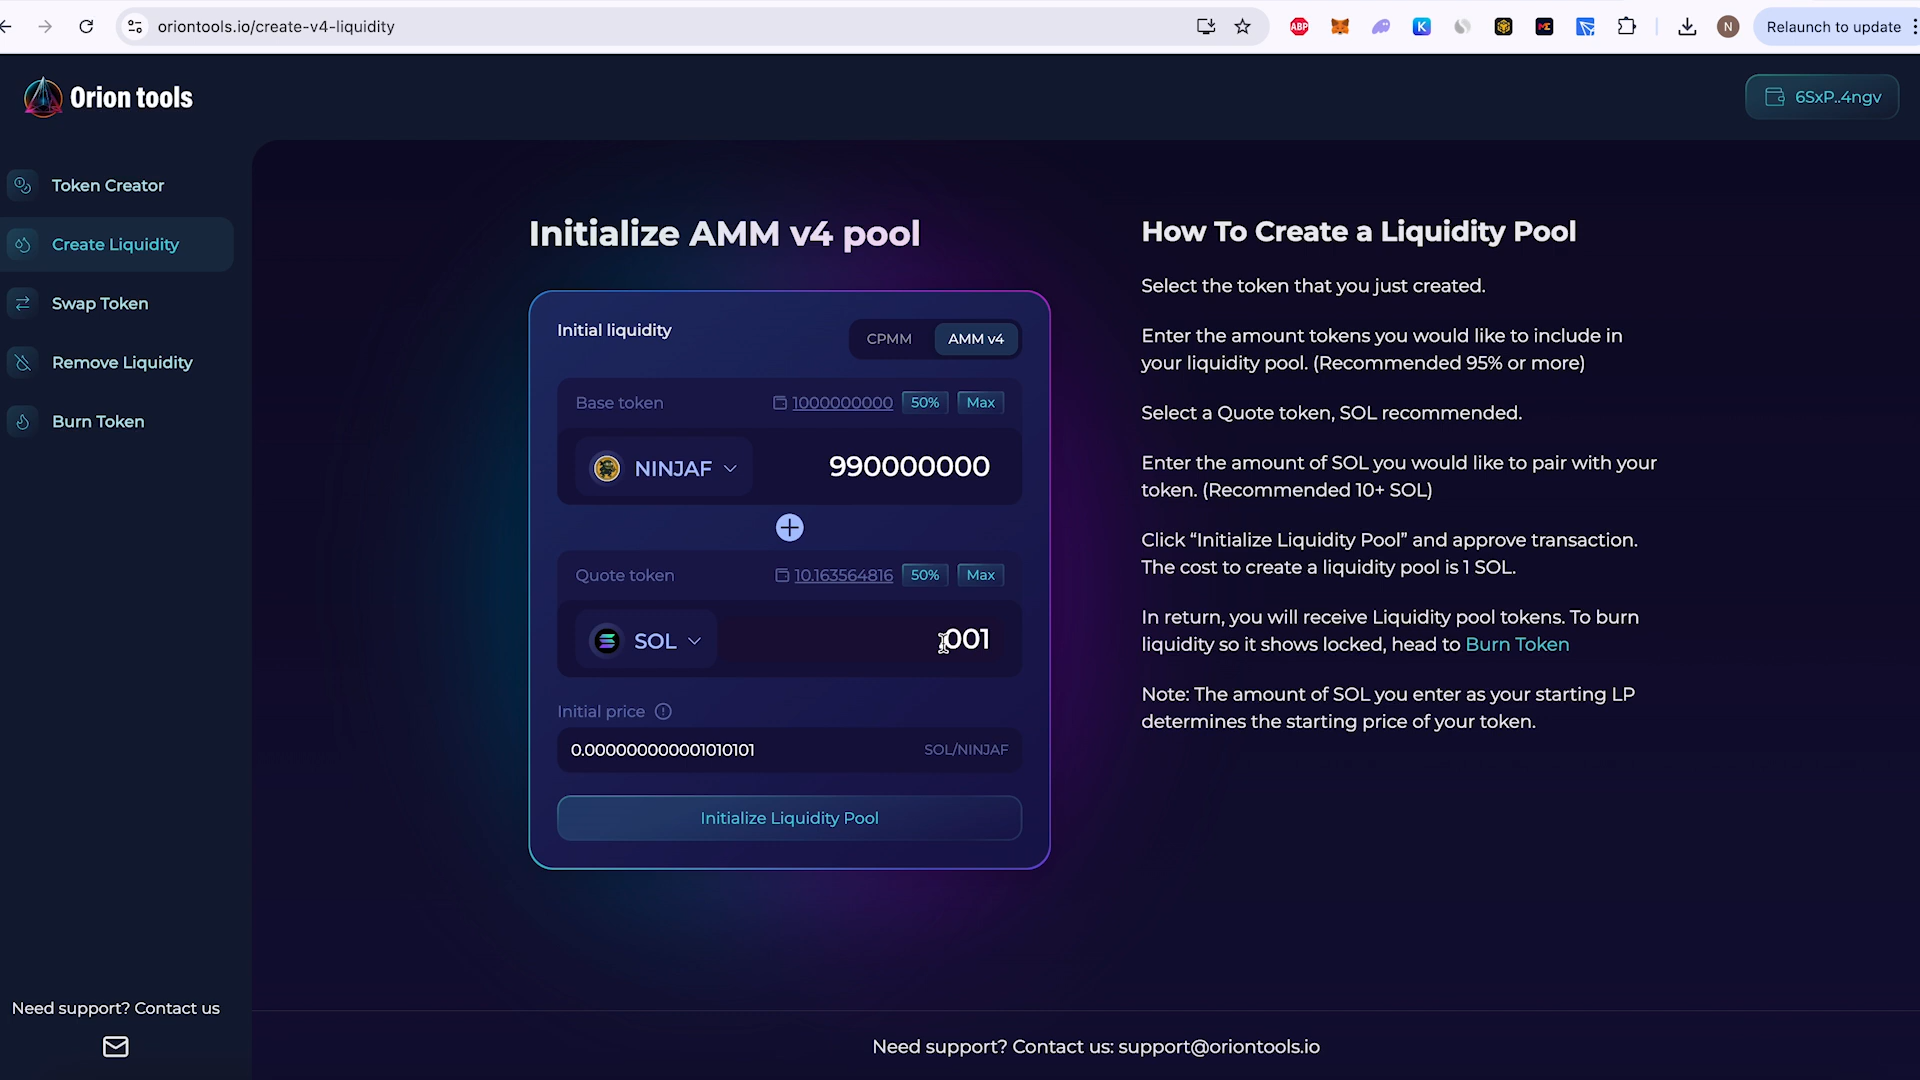 oriontools.io/create-v4-liquidity
ABP
K
N
Relaunch to update
Orion tools
6SxP..4ngv
Token Creator
Create Liquidity
Swap Token
Remove Liquidity
Burn Token
Need support? Contact us
Initialize AMM v4 pool
Initial liquidity
CPMM
AMM v4
Base token
1000000000
50%
Max
NINJAF
990000000
Quote token
10.163564816
50%
Max
SOL
.001
Initial price
0.000000000001010101
SOL/NINJAF
Initialize Liquidity Pool
How To Create a Liquidity Pool
Select the token that you just created.
Enter the amount tokens you would like to include in
your liquidity pool. (Recommended 95% or more)
Select a Quote token, SOL recommended.
Enter the amount of SOL you would like to pair with your
token. (Recommended 10+ SOL)
Click “Initialize Liquidity Pool” and approve transaction.
The cost to create a liquidity pool is 1 SOL.
In return, you will receive Liquidity pool tokens. To burn
liquidity so it shows locked, head to Burn Token
Note: The amount of SOL you enter as your starting LP
determines the starting price of your token.
Need support? Contact us: support@oriontools.io